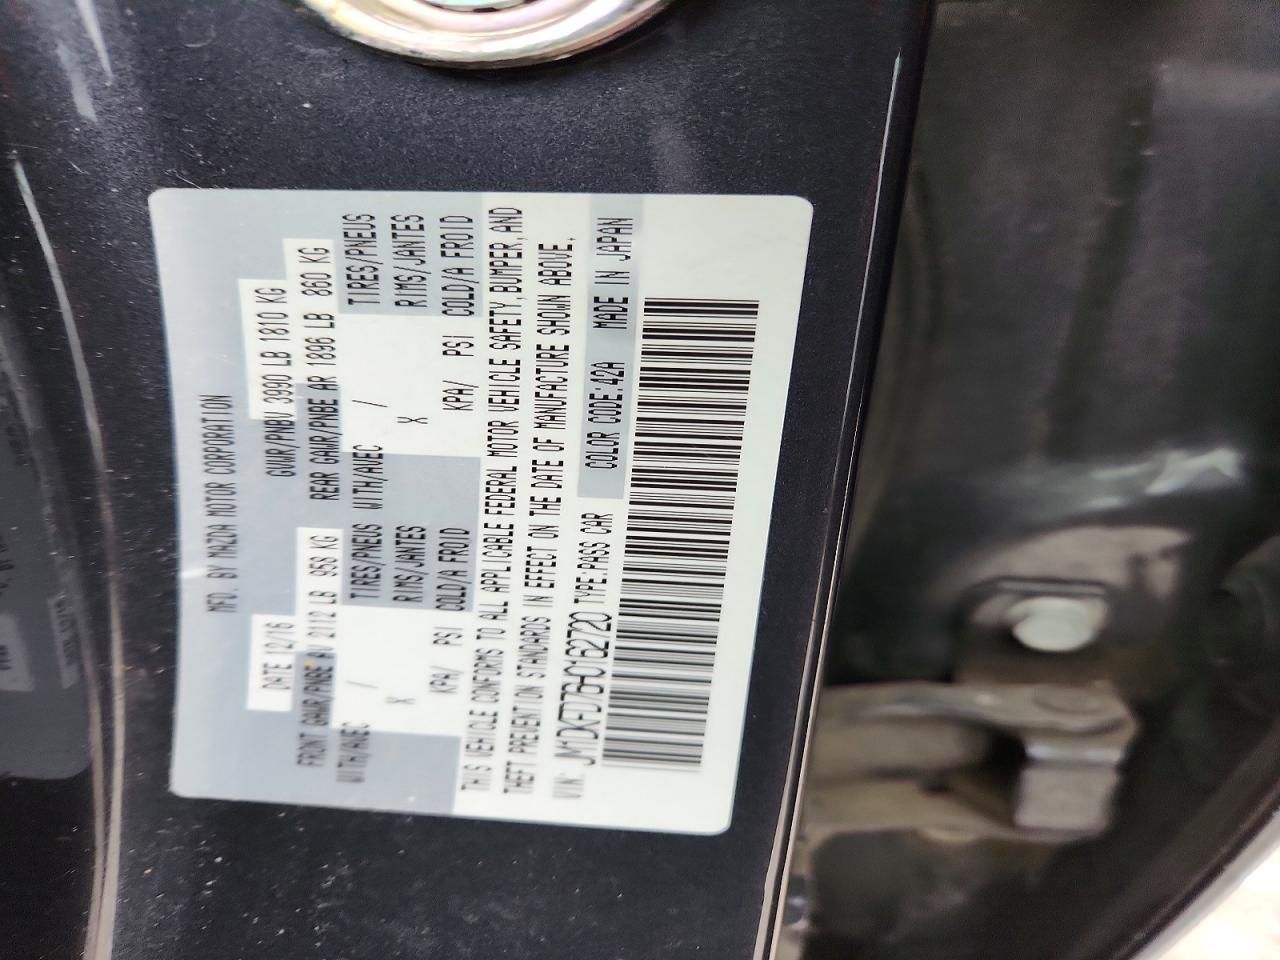 MFD. BY MAZDA MOTOR CORPORATION
DATE 12/16 GVWR/PNBV 3990 LB 1810 KG
FRONT GAWR/PNBE AV 2112 LB 958 KG REAR GAWR/PNBE AR 1896 LB 860 KG
WITH/AVEC / TIRES/PNEUS WITH/AVEC / TIRES/PNEUS
X RIMS/JANTES X RIMS/JANTES
KPA/ PSI COLD/A FROID KPA/ PSI COLD/A FROID
THIS VEHICLE CONFORMS TO ALL APPLICABLE FEDERAL MOTOR VEHICLE SAFETY, BUMPER, AND
THEFT PREVENTION STANDARDS IN EFFECT ON THE DATE OF MANUFACTURE SHOWN ABOVE,
VIN: JM1DKFD7BH0162720 TYPE:PASS CAR COLOR CODE:42A MADE IN JAPAN